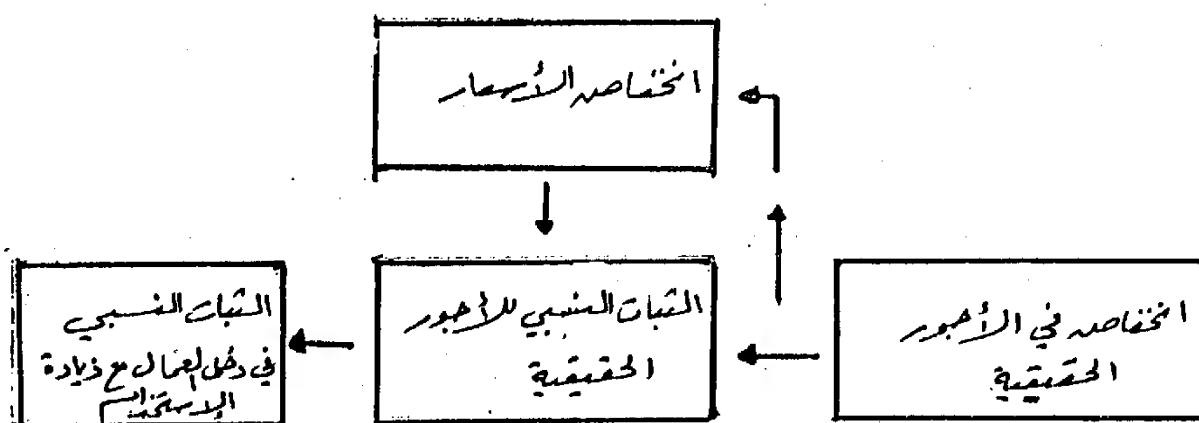 انخفاض الأسعار
انخفاض في الأجور
الحقيقية
الثبات النسبي للأجور
الحقيقية
الثبات النسبي
في دخل العمال مع زيادة
الاستخدام